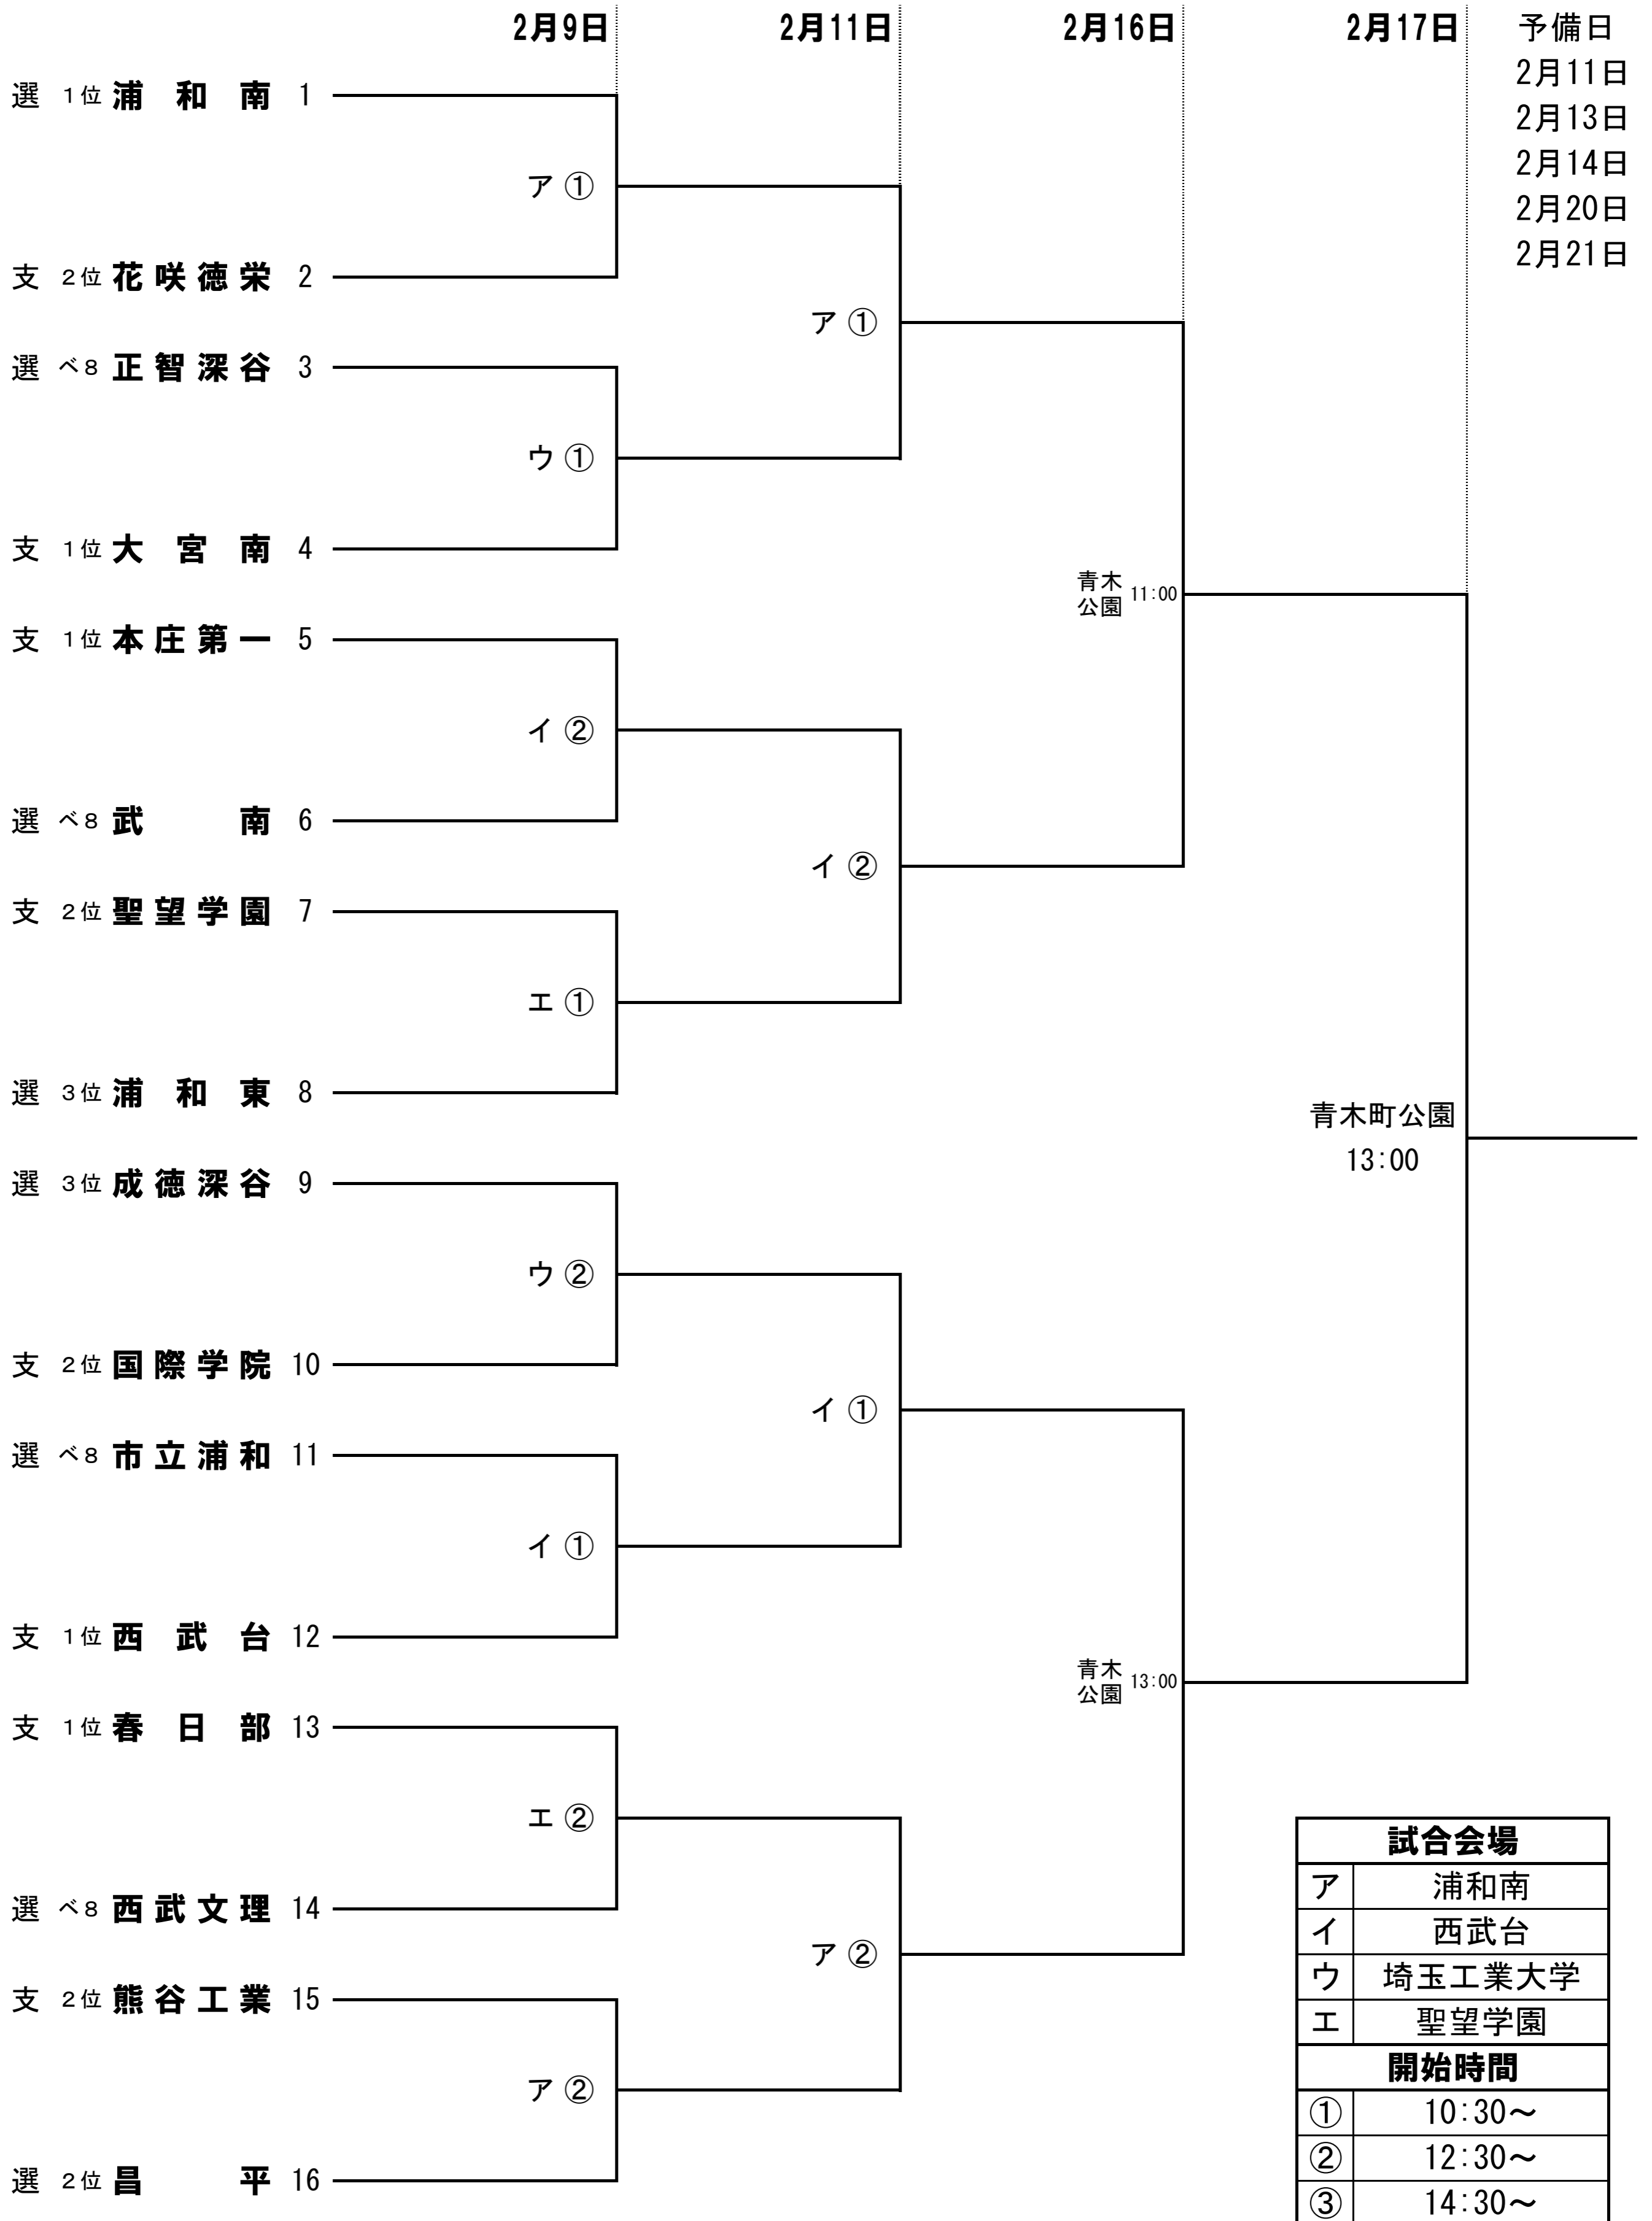 2月9日 2月11日 2月16日 2月17日 予備日
2月11日
選 1位 浦和南 1
2月13日
2月14日
ア ①
2月20日
2月21日
支 2位 花咲徳栄 2
ア ①
選 ベ8 正智深谷 3
ウ ①
支 1位 大宮南 4
青木
公園 11:00
支 1位 本庄第一 5
イ ②
選 ベ8 武南 6
イ ②
支 2位 聖望学園 7
エ ①
選 3位 浦和東 8
青木町公園
13:00
選 3位 成徳深谷 9
ウ ②
支 2位 国際学院 10
イ ①
選 ベ8 市立浦和 11
イ ①
支 1位 西武台 12
青木
公園 13:00
支 1位 春日部 13
エ ②
選 ベ8 西武文理 14
ア ②
支 2位 熊谷工業 15
ア ②
選 2位 昌平 16
試合会場
ア 浦和南
イ 西武台
ウ 埼玉工業大学
エ 聖望学園
開始時間
① 10:30～
② 12:30～
③ 14:30～